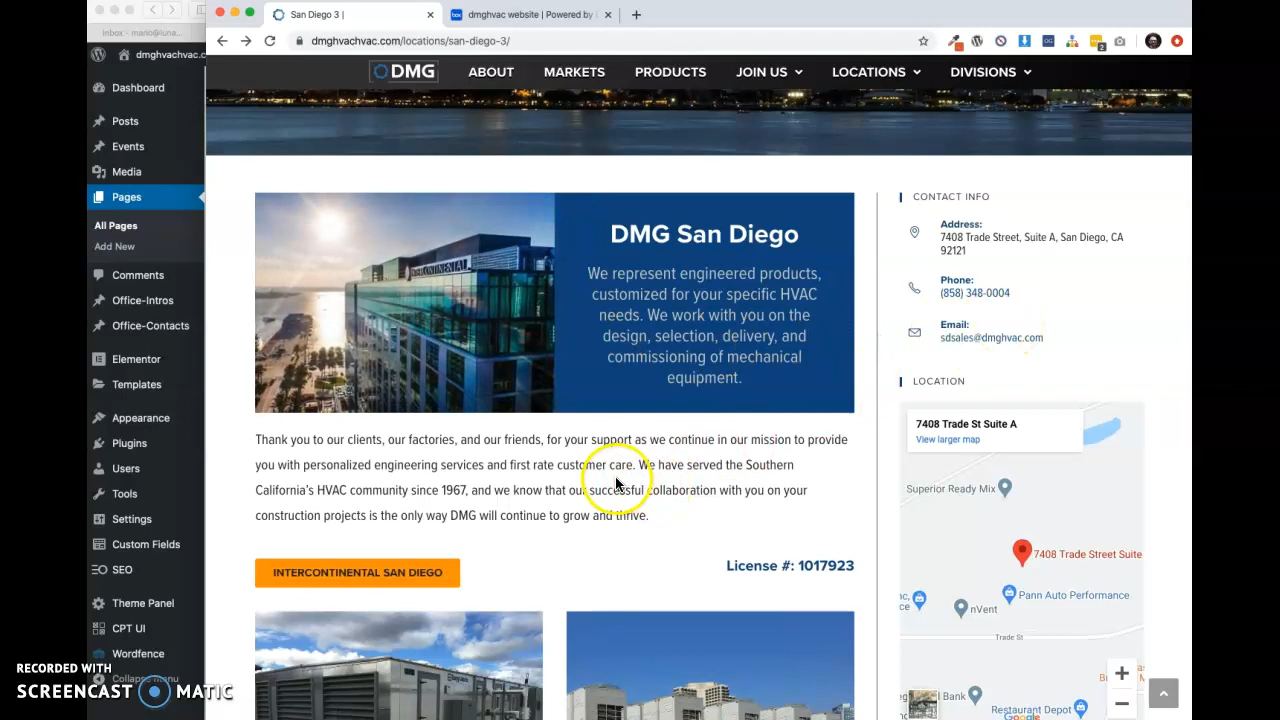 San Diego 3 |
box
dmghvac website | Powered by
inbox - mario@luna...
dmghvachvac.com/locations/san-diego-3/
dmghvachvac.c
DMG
ABOUT
MARKETS
PRODUCTS
JOIN US
LOCATIONS
DIVISIONS
Dashboard
Posts
Events
Media
Pages
All Pages
Add New
Comments
Office-Intros
Office-Contacts
Elementor
Templates
Appearance
Plugins
Users
Tools
Settings
Custom Fields
SEO
Theme Panel
CPT UI
Wordfence
Collapse Menu
INTERCONTINENTAL
DMG San Diego
We represent engineered products,
customized for your specific HVAC
needs. We work with you on the
design, selection, delivery, and
commissioning of mechanical
equipment.
Thank you to our clients, our factories, and our friends, for your support as we continue in our mission to provide
you with personalized engineering services and first rate customer care. We have served the Southern
California's HVAC community since 1967, and we know that our successful collaboration with you on your
construction projects is the only way DMG will continue to grow and thrive.
INTERCONTINENTAL SAN DIEGO
License #: 1017923
CONTACT INFO
Address:
7408 Trade Street, Suite A, San Diego, CA
92121
Phone:
(858) 348-0004
Email:
sdsales@dmghvac.com
LOCATION
7408 Trade St Suite A
View larger map
Superior Ready Mix
7408 Trade Street Suite
Pann Auto Performance
nVent
Trade St
Bank
Restaurant Depot
Google
RECORDED WITH
SCREENCAST MATIC